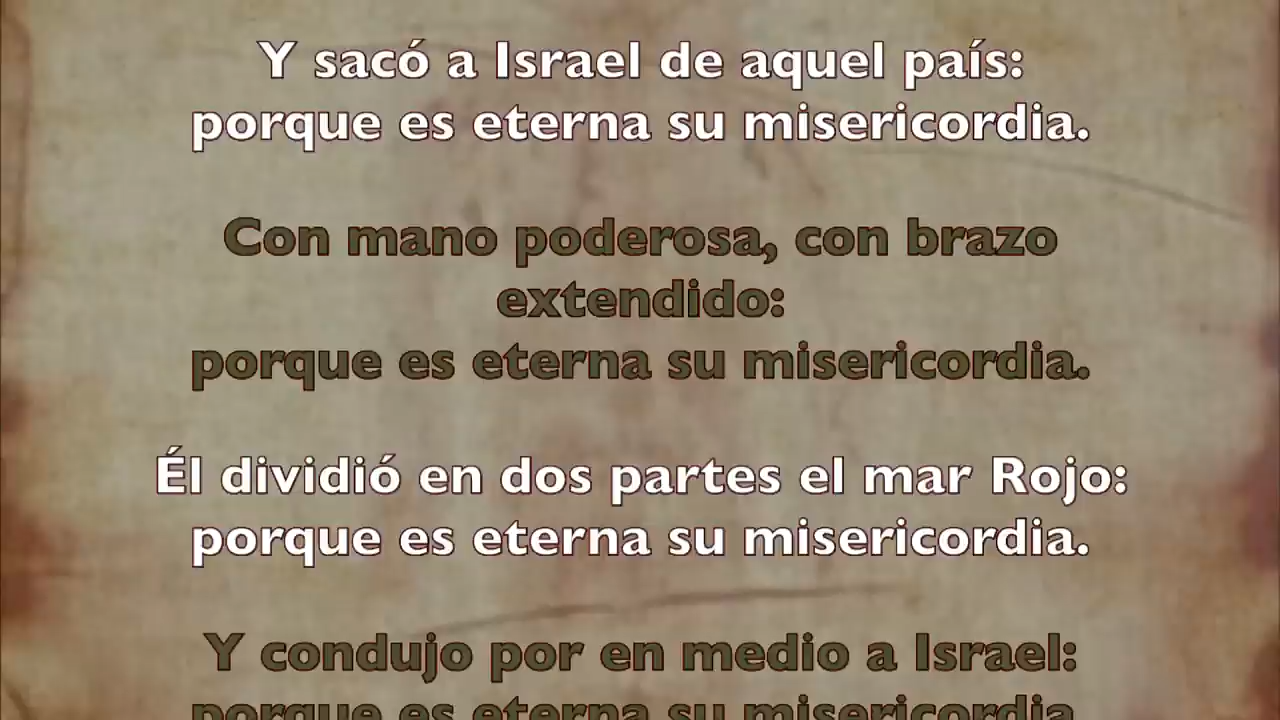 Y sacó a Israel de aquel país:
porque es eterna su misericordia.
Con mano poderosa, con brazo
extendido:
porque es eterna su misericordia.
Él dividió en dos partes el mar Rojo:
porque es eterna su misericordia.
Y condujo por en medio a Israel:
porque es eterna su misericordia